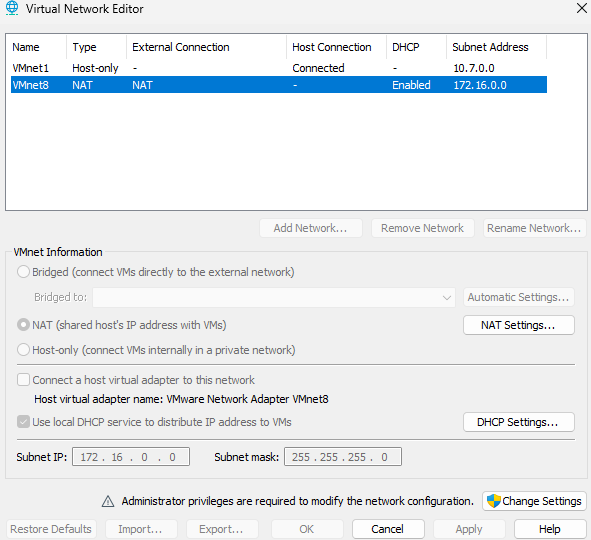 Virtual Network Editor
Name Type External Connection Host Connection DHCP Subnet Address
VMnet1 Host-only - Connected - 10.7.0.0
VMnet8 NAT NAT - Enabled 172.16.0.0
Add Network... Remove Network Rename Network...
VMnet Information
Bridged (connect VMs directly to the external network)
Bridged to: Automatic Settings...
NAT (shared host's IP address with VMs) NAT Settings...
Host-only (connect VMs internally in a private network)
Connect a host virtual adapter to this network
Host virtual adapter name: VMware Network Adapter VMnet8
Use local DHCP service to distribute IP address to VMs DHCP Settings...
Subnet IP: 172 . 16 . 0 . 0 Subnet mask: 255 . 255 . 255 . 0
Administrator privileges are required to modify the network configuration. Change Settings
Restore Defaults Import... Export... OK Cancel Apply Help